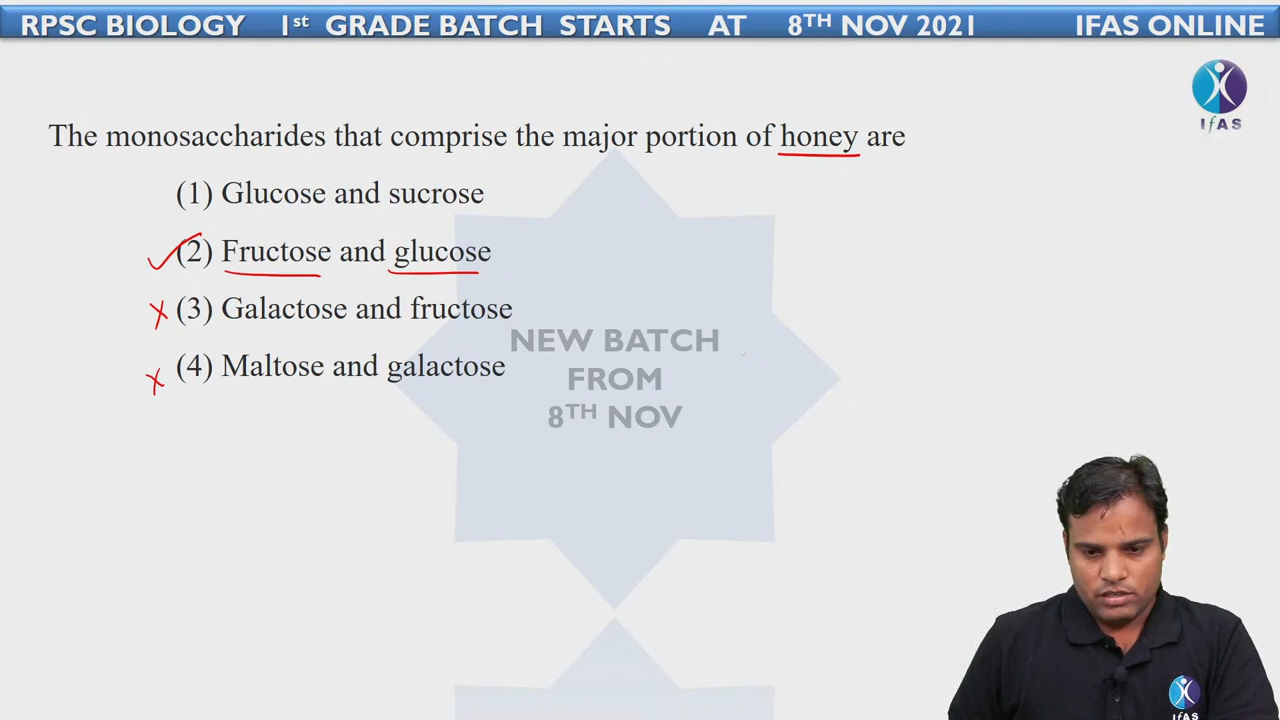 RPSC BIOLOGY 1st GRADE BATCH STARTS AT 8TH NOV 2021 IFAS ONLINE
IfAS
The monosaccharides that comprise the major portion of honey are
(1) Glucose and sucrose
(2) Fructose and glucose
(3) Galactose and fructose
(4) Maltose and galactose
NEW BATCH
FROM
8TH NOV
IfAS